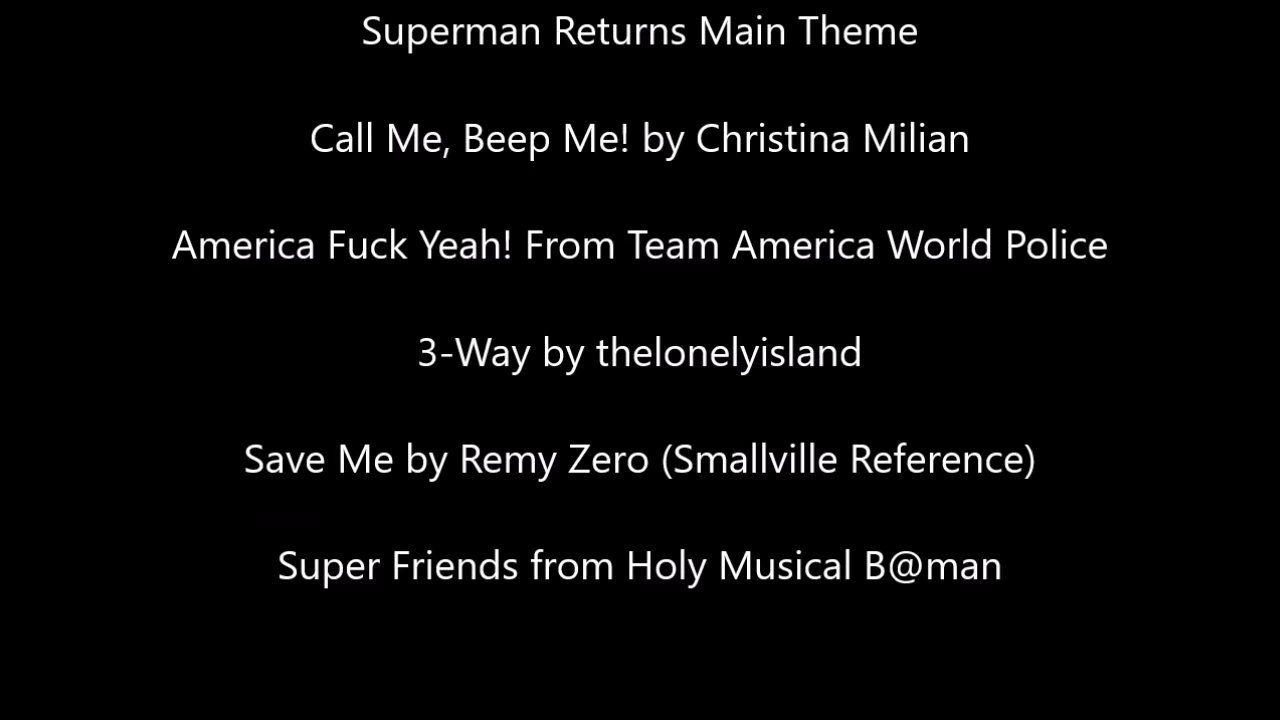 Superman Returns Main Theme
Call Me, Beep Me! by Christina Milian
America Fuck Yeah! From Team America World Police
3-Way by thelonelyisland
Save Me by Remy Zero (Smallville Reference)
Super Friends from Holy Musical B@man